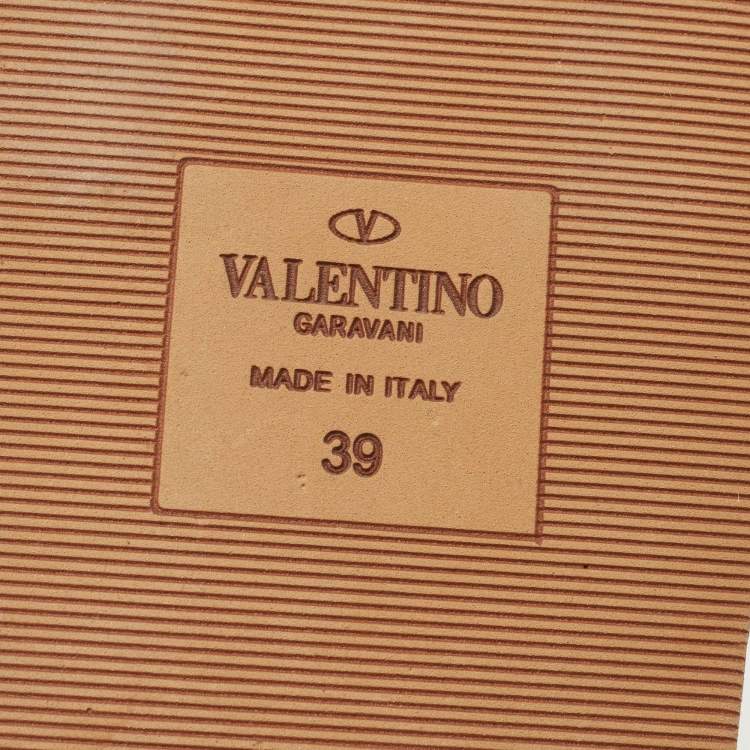 V
VALENTINO
GARAVANI
MADE IN ITALY
39